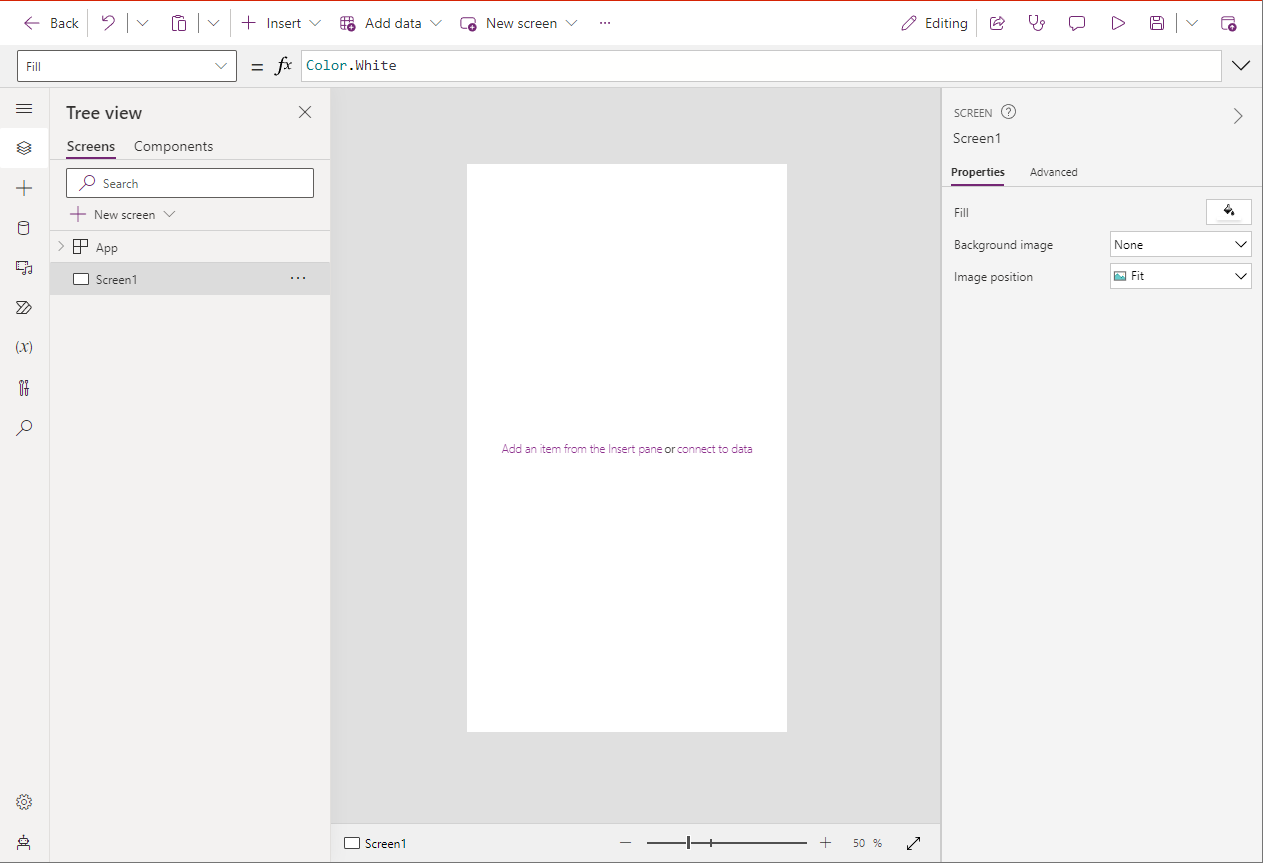 Back Insert Add data New screen ... Editing
Fill = fx Color.White
Tree view
Screens Components
Search
New screen
App
Screen1 ...
Add an item from the Insert pane or connect to data
SCREEN ?
Screen1
Properties Advanced
Fill
Background image None
Image position Fit
(x)
Screen1 50 %